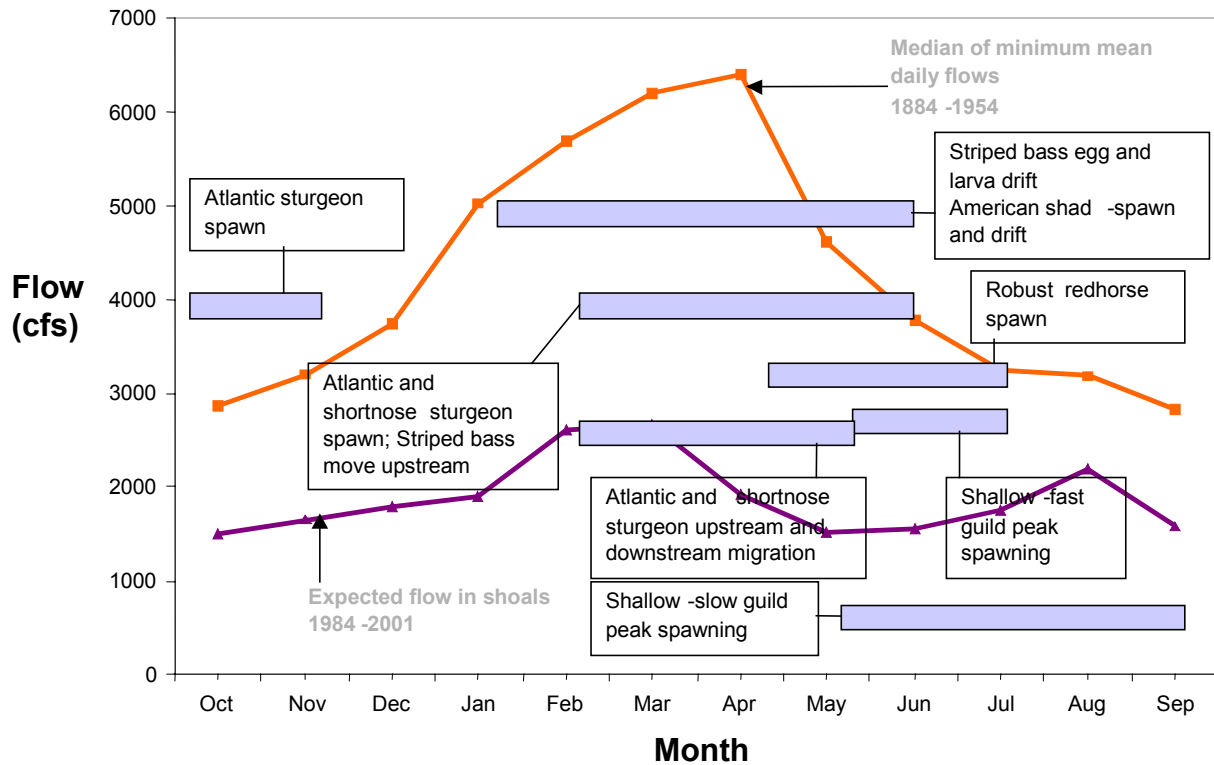 7000
6000
5000
4000
3000
2000
1000
0
Flow
(cfs)
Median of minimum mean
daily flows
1884 -1954
Striped bass egg and
larva drift
American shad -spawn
and drift
Atlantic sturgeon
spawn
Robust redhorse
spawn
Atlantic and
shortnose sturgeon
spawn; Striped bass
move upstream
Atlantic and shortnose
sturgeon upstream and
downstream migration
Shallow -fast
guild peak
spawning
Expected flow in shoals
1984 -2001
Shallow -slow guild
peak spawning
Oct Nov Dec Jan Feb Mar Apr May Jun Jul Aug Sep
Month